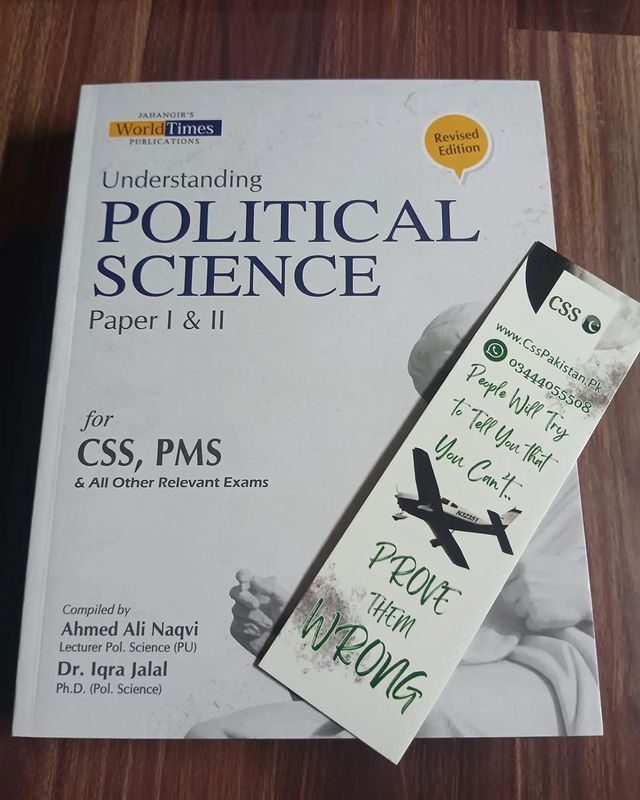 JAHANGIR'S
WorldTimes
PUBLICATIONS
Revised
Edition
Understanding
POLITICAL
SCIENCE
Paper I & II
for
CSS, PMS
& All Other Relevant Exams
Compiled by
Ahmed Ali Naqvi
Lecturer Pol. Science (PU)
Dr. Iqra Jalal
Ph.D. (Pol. Science)
CSS
www.CssPakistan.Pk
03444055508
People Will Try
to Tell You that
You Can't..
N32351
PROVE
THEM
WRONG